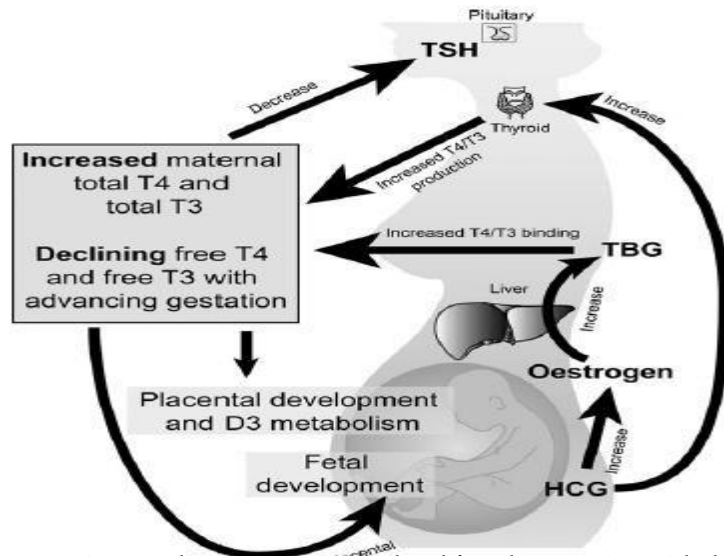 Pituitary
TSH
Decrease
Thyroid
Increase
Increased T4/T3
production
Increased maternal
total T4 and
total T3
Declining free T4
and free T3 with
advancing gestation
Increased T4/T3 binding
TBG
Liver
Increase
Oestrogen
Placental development
and D3 metabolism
Increase
Fetal
development
HCG